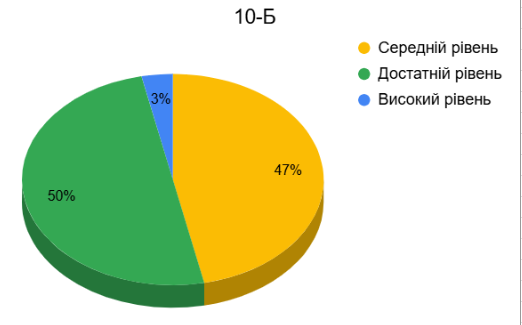 10-Б
Середній рівень
Достатній рівень
Високий рівень
3%
47%
50%